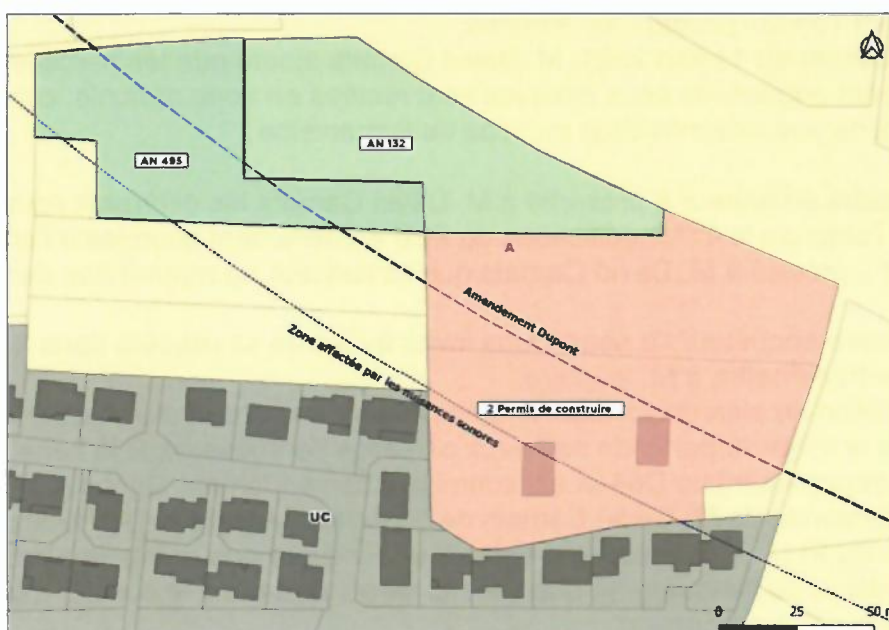 AN 132
AN 495
A
Amandement Dupont
Zone affectée par les nuisances sonores
2 Permis de construire
UC
0 25 50 m